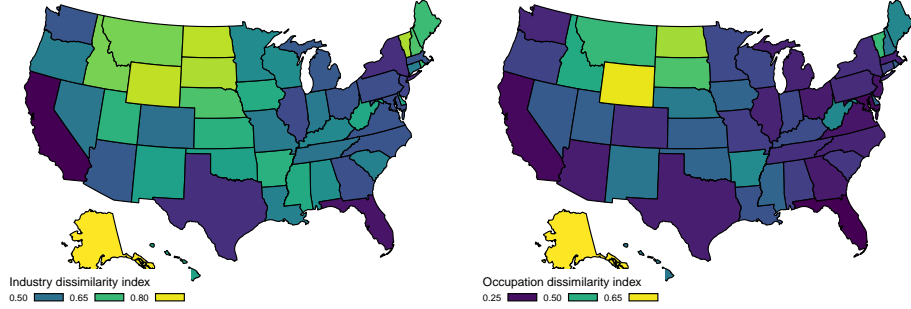 Industry dissimilarity index
0.50 0.65 0.80
Occupation dissimilarity index
0.25 0.50 0.65